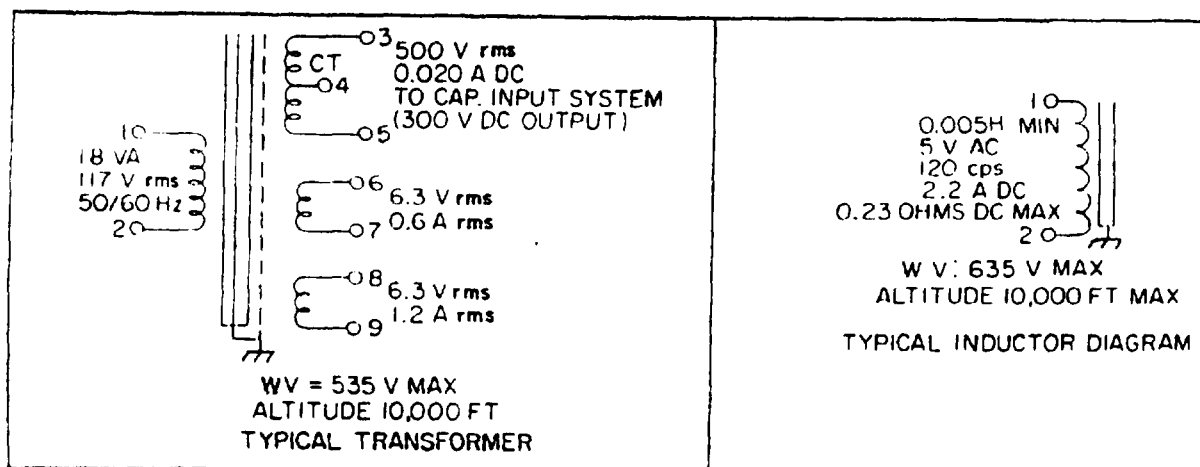 3
500 V rms
CT
0.020 A DC
4
TO CAP. INPUT SYSTEM
(300 V DC OUTPUT)
5
1
18 VA
117 V rms
50/60 Hz
2
6
6.3 V rms
0.6 A rms
7
8
6.3 V rms
1.2 A rms
9
WV = 535 V MAX
ALTITUDE 10,000 FT
TYPICAL TRANSFORMER
1
0.005H MIN
5 V AC
120 cps
2.2 A DC
0.23 OHMS DC MAX
2
W V: 635 V MAX
ALTITUDE 10,000 FT MAX
TYPICAL INDUCTOR DIAGRAM